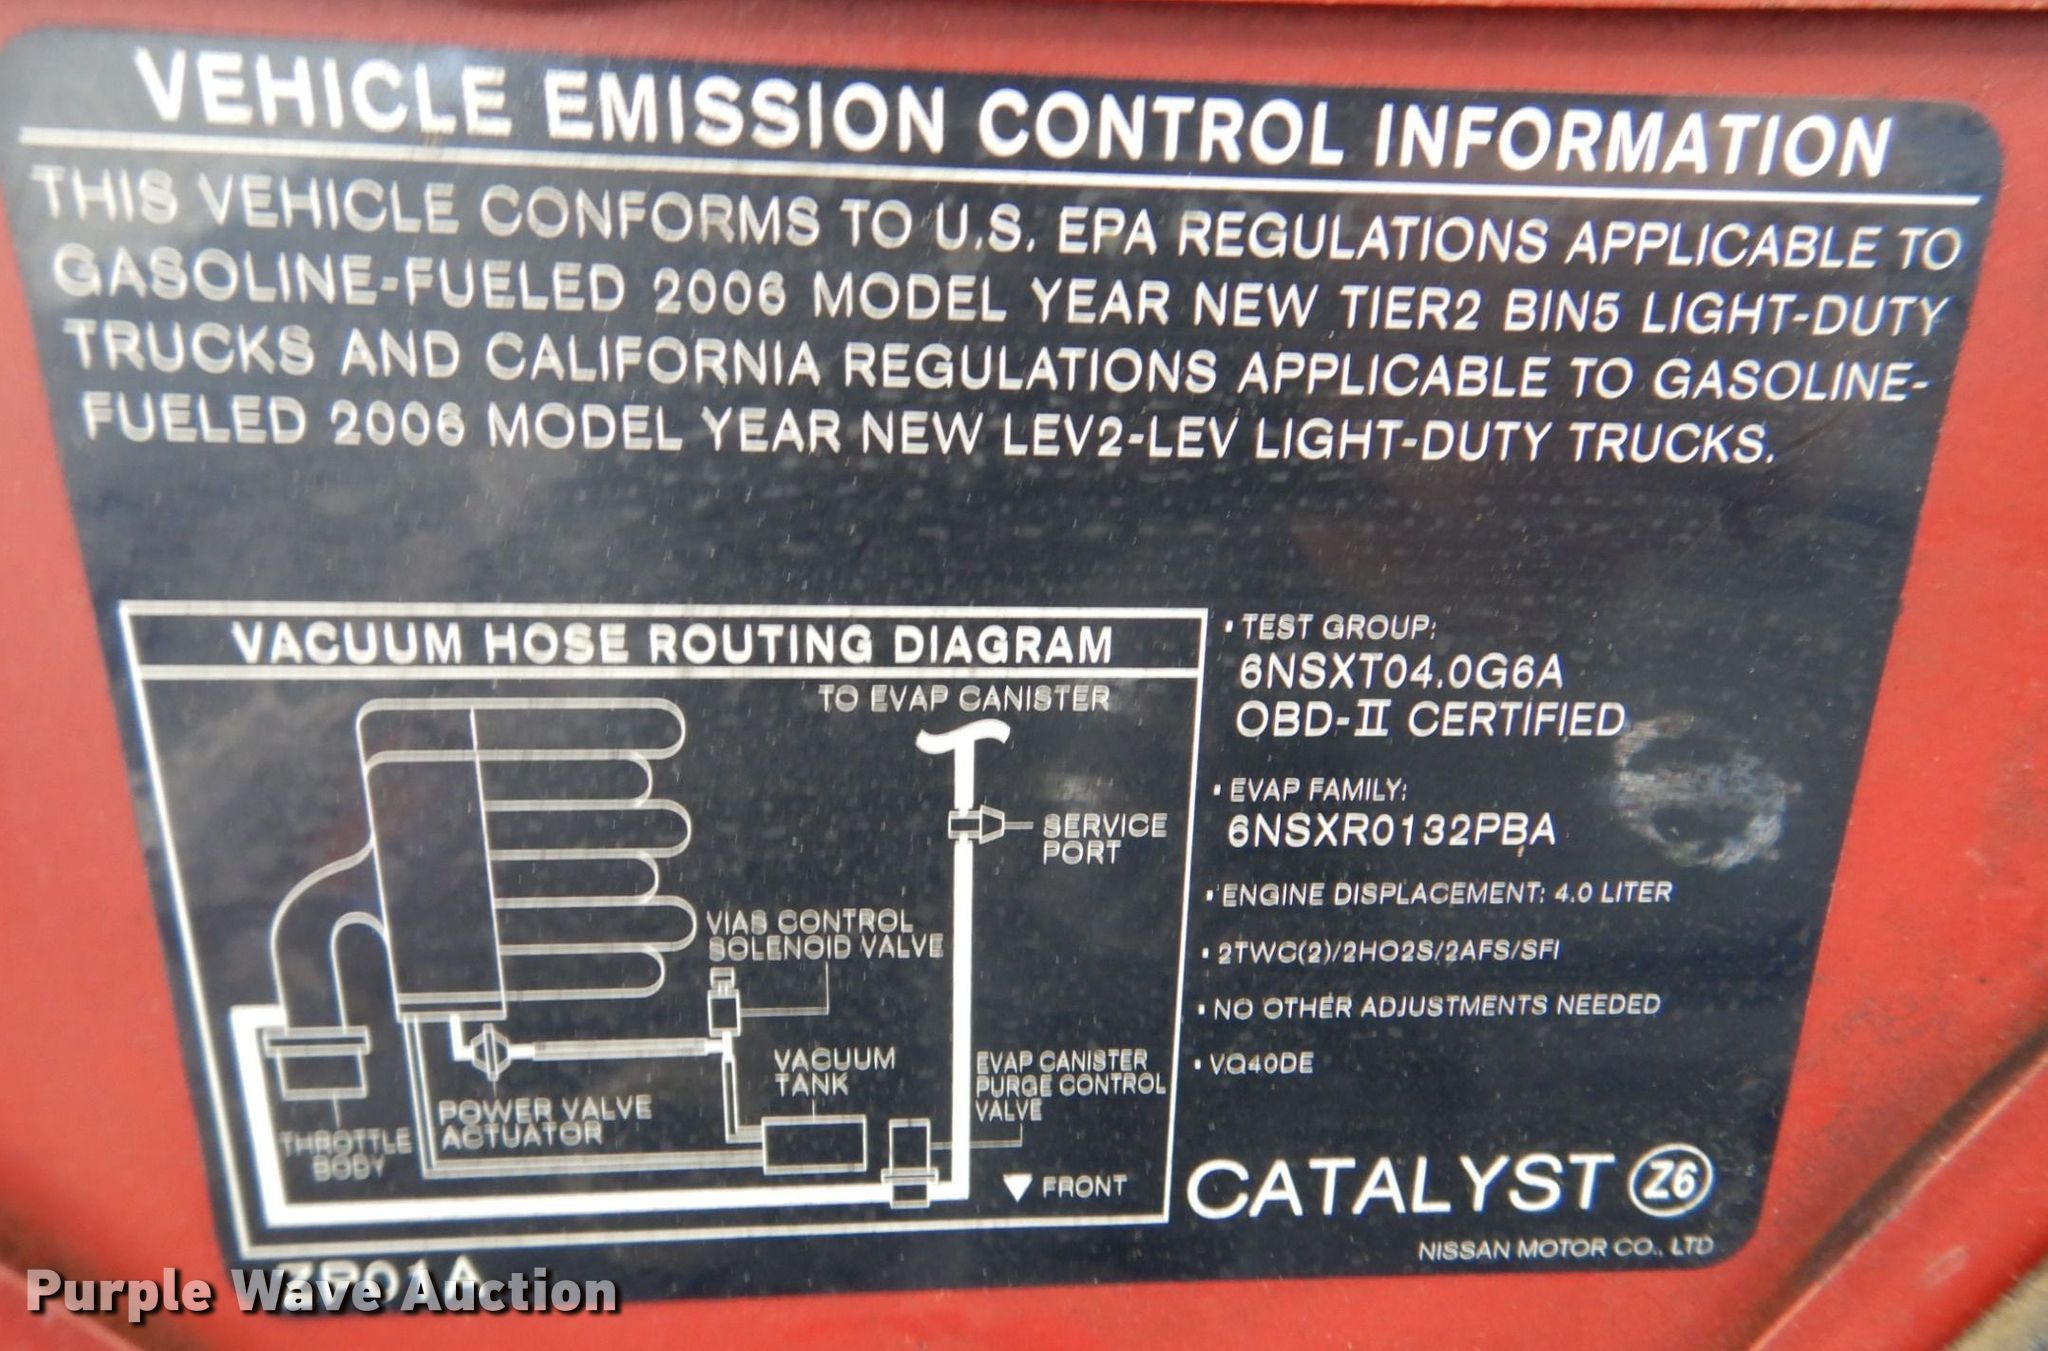 VEHICLE EMISSION CONTROL INFORMATION
THIS VEHICLE CONFORMS TO U.S. EPA REGULATIONS APPLICABLE TO
GASOLINE-FUELED 2006 MODEL YEAR NEW TIER2 BIN5 LIGHT-DUTY
TRUCKS AND CALIFORNIA REGULATIONS APPLICABLE TO GASOLINE-
FUELED 2006 MODEL YEAR NEW LEV2-LEV LIGHT-DUTY TRUCKS.
VACUUM HOSE ROUTING DIAGRAM
TO EVAP CANISTER
SERVICE
PORT
VIAS CONTROL
SOLENOID VALVE
VACUUM
TANK
EVAP CANISTER
PURGE CONTROL
VALVE
POWER VALVE
ACTUATOR
THROTTLE
BODY
▼ FRONT
• TEST GROUP:
6NSXT04.0G6A
OBD-II CERTIFIED
• EVAP FAMILY:
6NSXR0132PBA
• ENGINE DISPLACEMENT: 4.0 LITER
• 2TWC(2)/2HO2S/2AFS/SFI
• NO OTHER ADJUSTMENTS NEEDED
• VQ40DE
CATALYST Z6
NISSAN MOTOR CO., LTD
Purple Wave Auction